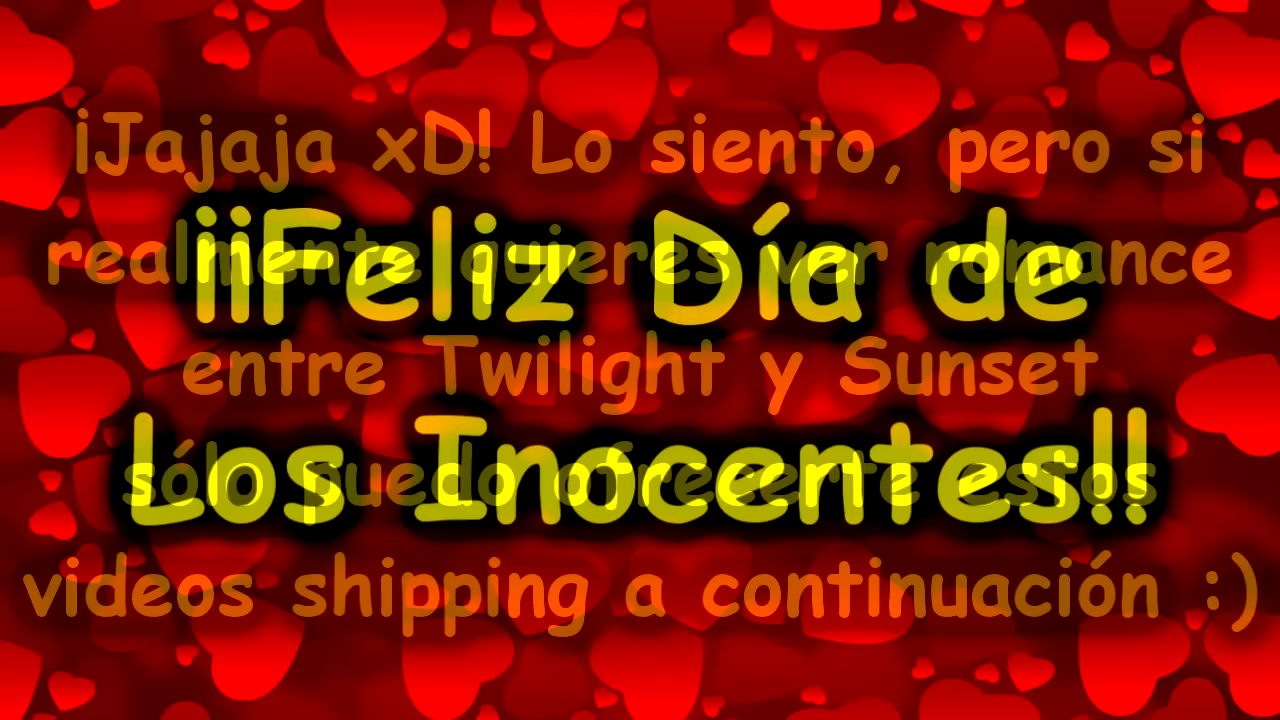 ¡Jajaja xD! Lo siento, pero si
¡¡Feliz Día de
realmente quieres ver romance
entre Twilight y Sunset
Los Inocentes!!
sólo puedo ofrecerte estos
videos shipping a continuación :)